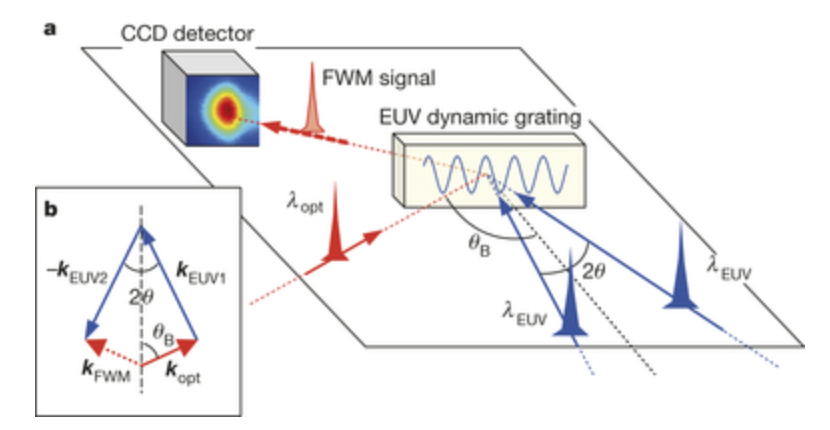 a
CCD detector
FWM signal
EUV dynamic grating
λopt
θB
2θ
λEUV
λEUV
b
–kEUV2
kEUV1
2θ
θB
kFWM
kopt